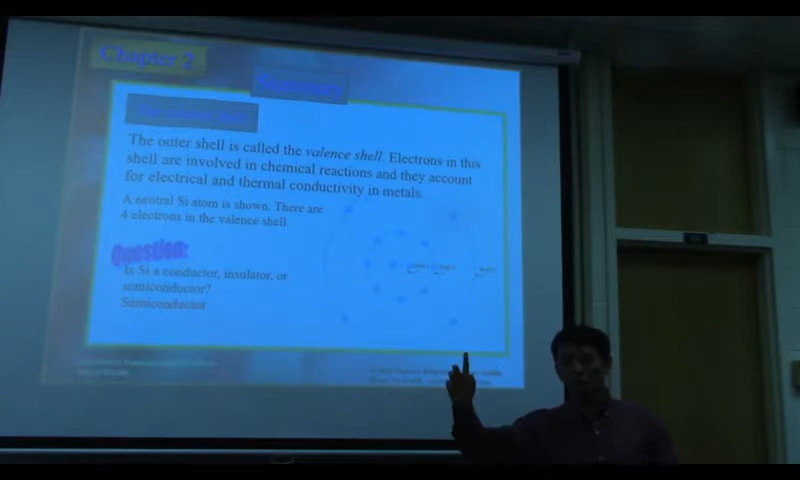 Chapter 2
Summary
The outer shell is called the valence shell. Electrons in this
shell are involved in chemical reactions and they account
for electrical and thermal conductivity in metals.
A neutral Si atom is shown. There are
4 electrons in the valence shell.
Question:
Is Si a conductor, insulator, or
semiconductor?
Semiconductor